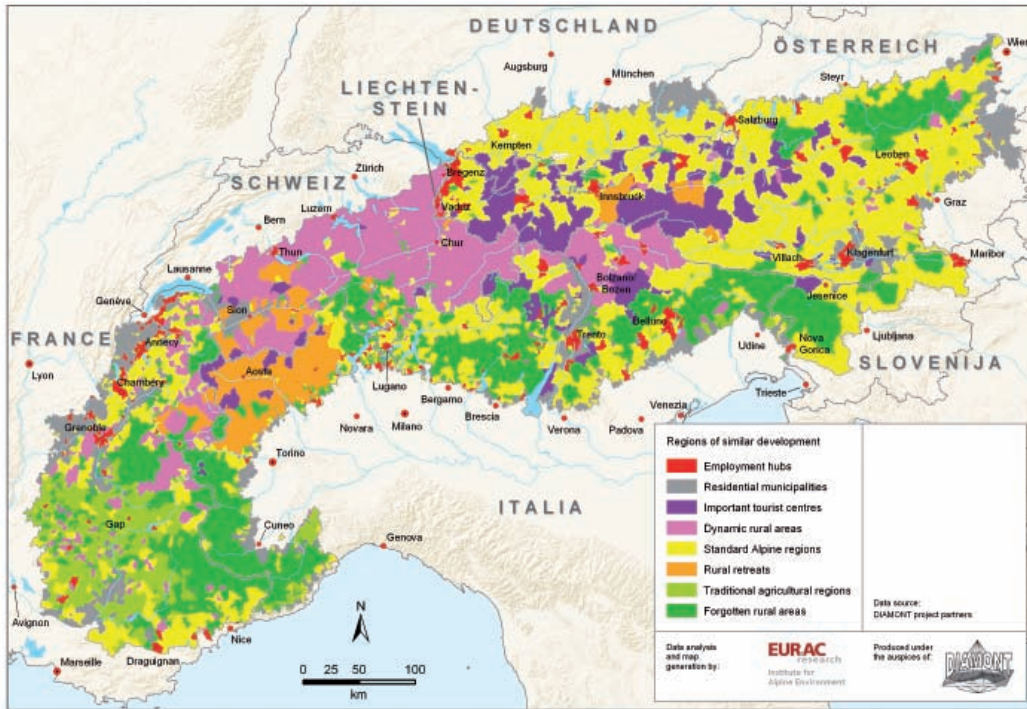 DEUTSCHLAND
ÖSTERREICH
Wien
Augsburg
München
Steyr
LIECHTEN-
STEIN
Salzburg
Kempten
Leoben
Zürich
Bregenz
SCHWEIZ
Innsbruck
Vaduz
Graz
Luzern
Bern
Chur
Thun
Klagenfurt
Maribor
Villach
Lausanne
Bolzano/
Bozen
Jesenice
Genève
Sion
Belluno
Ljubljana
FRANCE
Annecy
Trento
Udine
Nova
Gorica
SLOVENIJA
Lyon
Aosta
Chambéry
Lugano
Trieste
Bergamo
Brescia
Venezia
Grenoble
Novara
Milano
Verona
Padova
Torino
Regions of similar development
Employment hubs
Residential municipalities
ITALIA
Important tourist centres
Dynamic rural areas
Gap
Cuneo
Standard Alpine regions
Genova
Rural retreats
Traditional agricultural regions
Forgotten rural areas
Data source:
DIAMONT project partners
Avignon
N
Nice
Data analysis
and map
generation by:
EURAC
research
Institute for
Alpine Environment
Produced under
the auspices of:
DIAMONT
Marseille
Draguignan
0 20 40 60 80 100
km